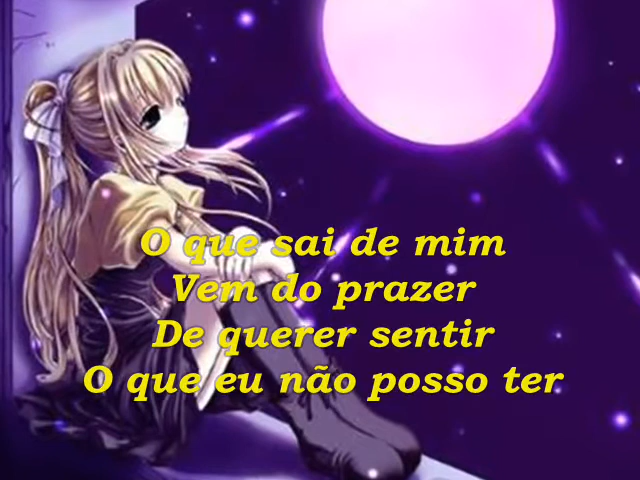 O que sai de mim
Vem do prazer
De querer sentir
O que eu não posso ter